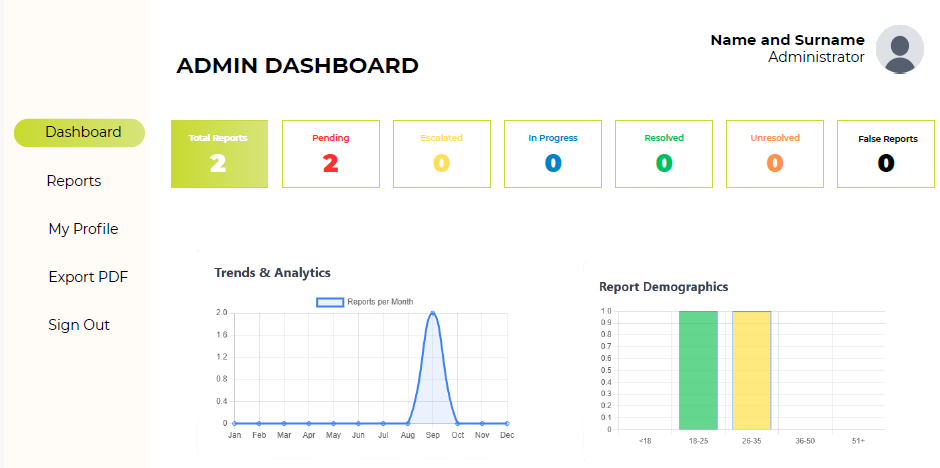 Name and Surname
Administrator
ADMIN DASHBOARD
Dashboard
Reports
My Profile
Export PDF
Sign Out
Total Reports
2
Pending
2
Escalated
0
In Progress
0
Resolved
0
Unresolved
0
False Reports
0
Trends & Analytics
Reports per Month
2.0
1.6
1.2
0.8
0.4
0
Jan Feb Mar Apr May Jun Jul Aug Sep Oct Nov Dec
Report Demographics
1.0
0.9
0.8
0.7
0.6
0.5
0.4
0.3
0.2
0.1
0
<18 18-25 26-35 36-50 51+